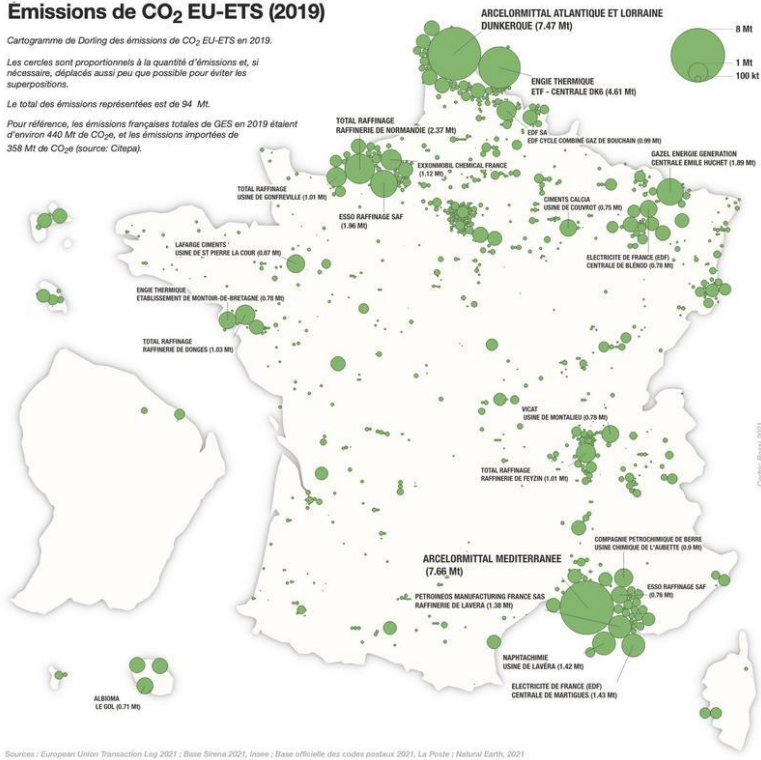 Émissions de CO2 EU-ETS (2019)
Cartogramme de Dorling des émissions de CO2 EU-ETS en 2019.
Les cercles sont proportionnels à la quantité d'émissions et, si
nécessaire, déplacés aussi peu que possible pour éviter les
superpositions.
Le total des émissions représentées est de 94 Mt.
Pour référence, les émissions françaises totales de GES en 2019 étaient
d'environ 440 Mt de CO2e, et les émissions importées de
358 Mt de CO2e (source: Citepa).
8 Mt
1 Mt
100 kt
ARCELORMITTAL ATLANTIQUE ET LORRAINE
DUNKERQUE (7.47 Mt)
ENGIE THERMIQUE
ETF - CENTRALE DK6 (4.61 Mt)
TOTAL RAFFINAGE
RAFFINERIE DE NORMANDIE (2.37 Mt)
EDF SA
EDF CYCLE COMBINÉ GAZ DE BOUCHAIN (0.99 Mt)
GAZEL ENERGIE GENERATION
CENTRALE EMILE HUCHET (1.89 Mt)
EXXONMOBIL CHEMICAL FRANCE
(1.12 Mt)
TOTAL RAFFINAGE
USINE DE GONFREVILLE (1.01 Mt)
CIMENTS CALCIA
USINE DE COUVROT (0.75 Mt)
ESSO RAFFINAGE SAF
(1.96 Mt)
LAFARGE CIMENTS
USINE DE ST PIERRE LA COUR (0.87 Mt)
ELECTRICITE DE FRANCE (EDF)
CENTRALE DE BLÉNOD (0.78 Mt)
ENGIE THERMIQUE
ETABLISSEMENT DE MONTOIR-DE-BRETAGNE (0.78 Mt)
TOTAL RAFFINAGE
RAFFINERIE DE DONGES (1.03 Mt)
VICAT
USINE DE MONTALIEU (0.78 Mt)
TOTAL RAFFINAGE
RAFFINERIE DE FEYZIN (1.01 Mt)
COMPAGNIE PETROCHIMIQUE DE BERRE
USINE CHIMIQUE DE L'AUBETTE (0.9 Mt)
ARCELORMITTAL MEDITERRANEE
(7.66 Mt)
ESSO RAFFINAGE SAF
(0.76 Mt)
PETROINEOS MANUFACTURING FRANCE SAS
RAFFINERIE DE LAVERA (1.38 Mt)
NAPHTACHIMIE
USINE DE LAVÉRA (1.42 Mt)
ELECTRICITE DE FRANCE (EDF)
CENTRALE DE MARTIGUES (1.43 Mt)
ALBIOMA
LE GOL (0.71 Mt)
Sources : European Union Transaction Log 2021 ; Base Sirene 2021, Insee ; Base officielle des codes postaux 2021, La Poste ; Natural Earth, 2021